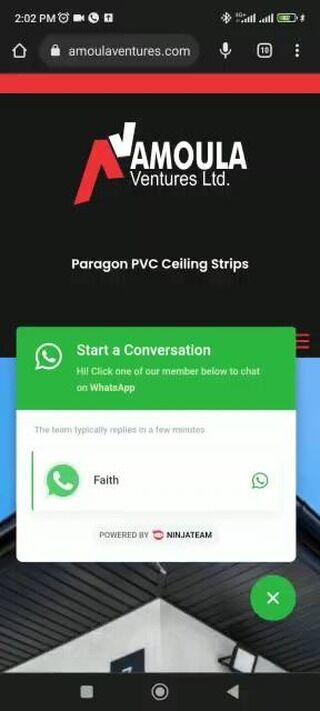 2:02 PM
amoulaventures.com
10
AMOULA
Ventures Ltd.
Paragon PVC Ceiling Strips
Start a Conversation
Hi! Click one of our member below to chat
on WhatsApp
The team typically replies in a few minutes.
Faith
POWERED BY NINJATEAM